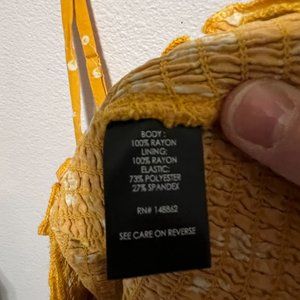 BODY :
100% RAYON
LINING:
100% RAYON
ELASTIC:
73% POLYESTER
27% SPANDEX
RN# 148862
SEE CARE ON REVERSE